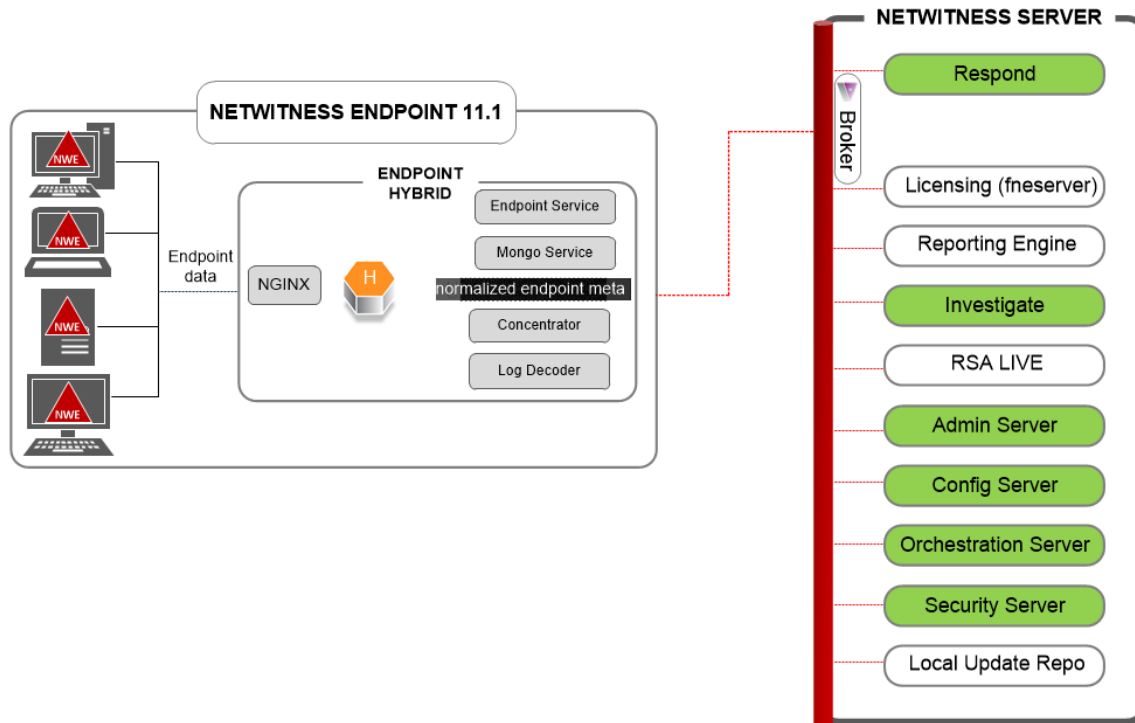 NETWITNESS SERVER
Respond
Broker
Licensing (fneserver)
Reporting Engine
Investigate
RSA LIVE
Admin Server
Config Server
Orchestration Server
Security Server
Local Update Repo
NETWITNESS ENDPOINT 11.1
NWE
NWE
NWE
NWE
Endpoint
data
ENDPOINT
HYBRID
NGINX
H
Endpoint Service
Mongo Service
normalized endpoint meta
Concentrator
Log Decoder